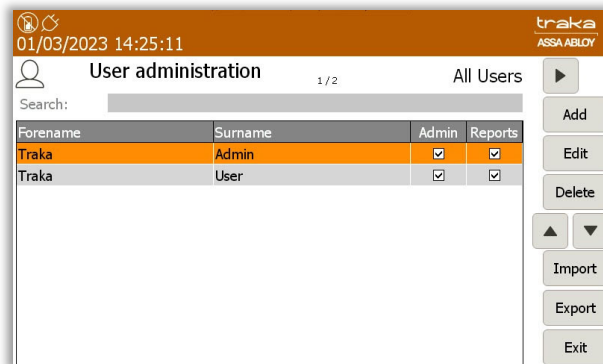 01/03/2023 14:25:11
traka
ASSA ABLOY
User administration 1/2 All Users
Search:
Forename Surname Admin Reports
Traka Admin
Traka User
Add
Edit
Delete
Import
Export
Exit